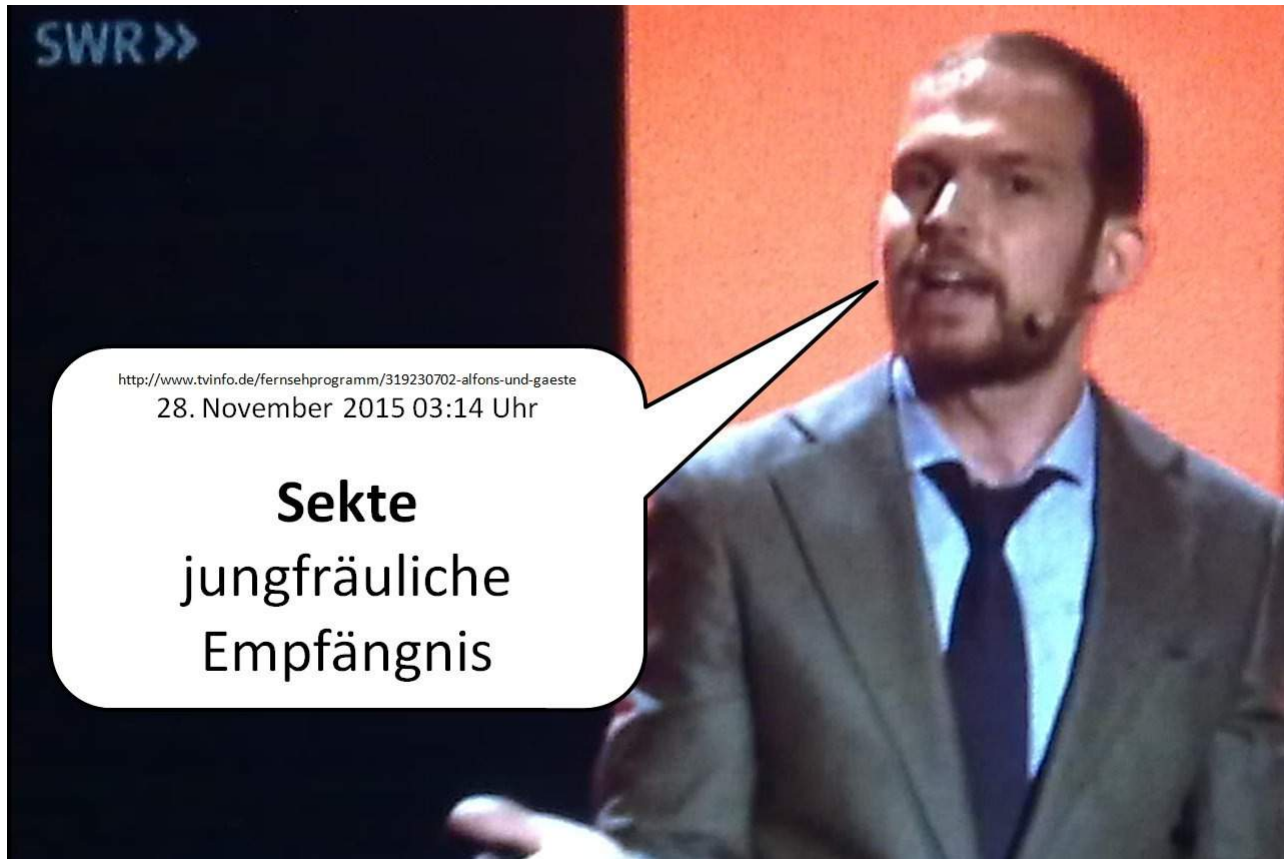 SWR»
http://www.tvinfo.de/fernsehprogramm/319230702-alfons-und-gaeste
28. November 2015 03:14 Uhr
Sekte
jungfräuliche
Empfängnis